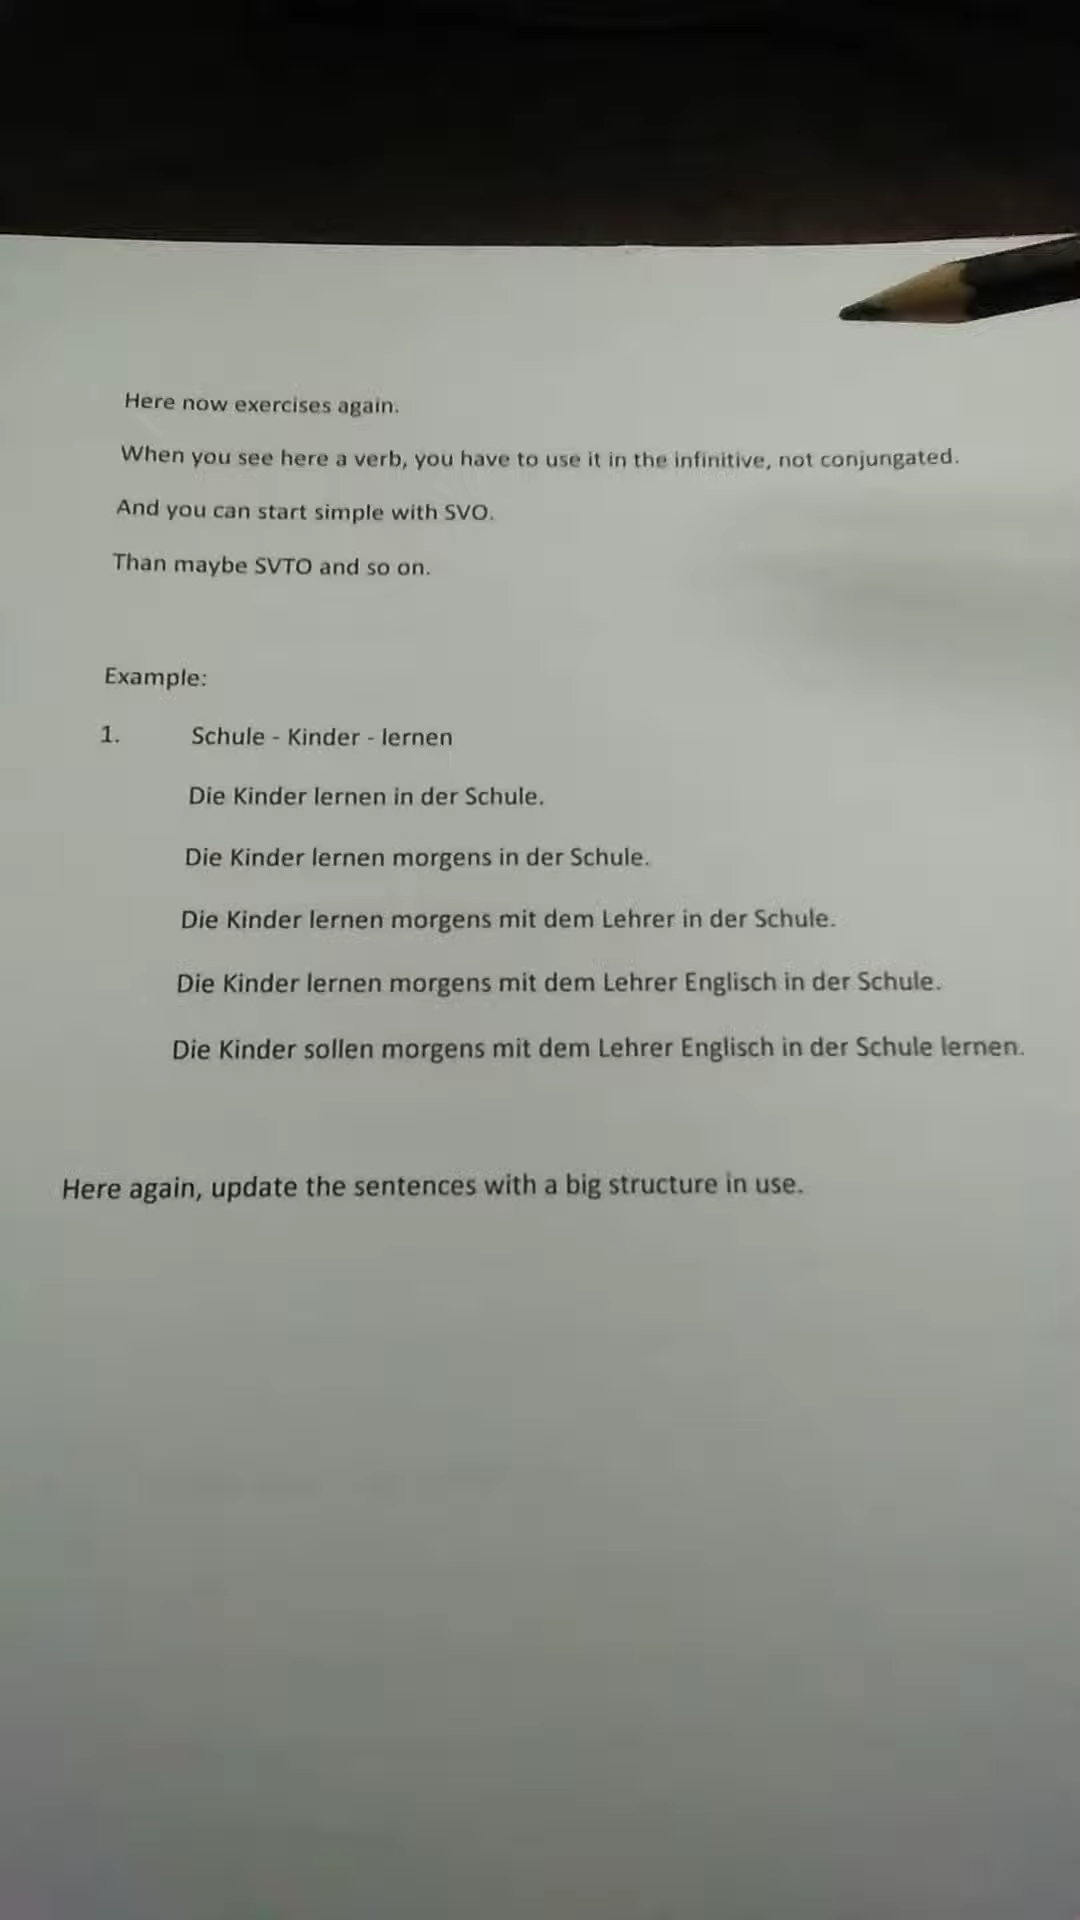 Here now exercises again.
When you see here a verb, you have to use it in the infinitive, not conjungated.
And you can start simple with SVO.
Than maybe SVTO and so on.
Example:
1. Schule - Kinder - lernen
Die Kinder lernen in der Schule.
Die Kinder lernen morgens in der Schule.
Die Kinder lernen morgens mit dem Lehrer in der Schule.
Die Kinder lernen morgens mit dem Lehrer Englisch in der Schule.
Die Kinder sollen morgens mit dem Lehrer Englisch in der Schule lernen.
Here again, update the sentences with a big structure in use.